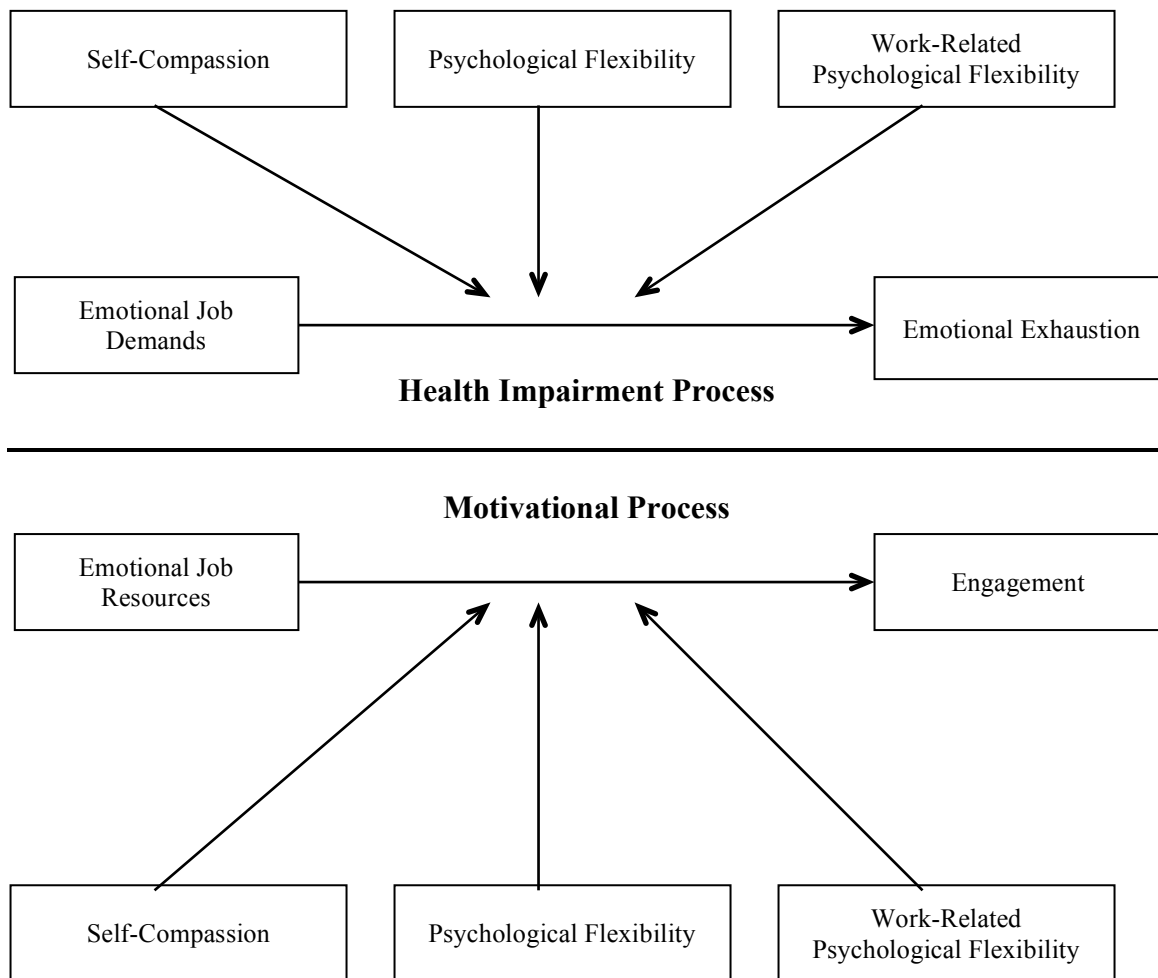 Self-Compassion
Psychological Flexibility
Work-Related
Psychological Flexibility
Emotional Job
Demands
Emotional Exhaustion
Health Impairment Process
Motivational Process
Emotional Job
Resources
Engagement
Self-Compassion
Psychological Flexibility
Work-Related
Psychological Flexibility